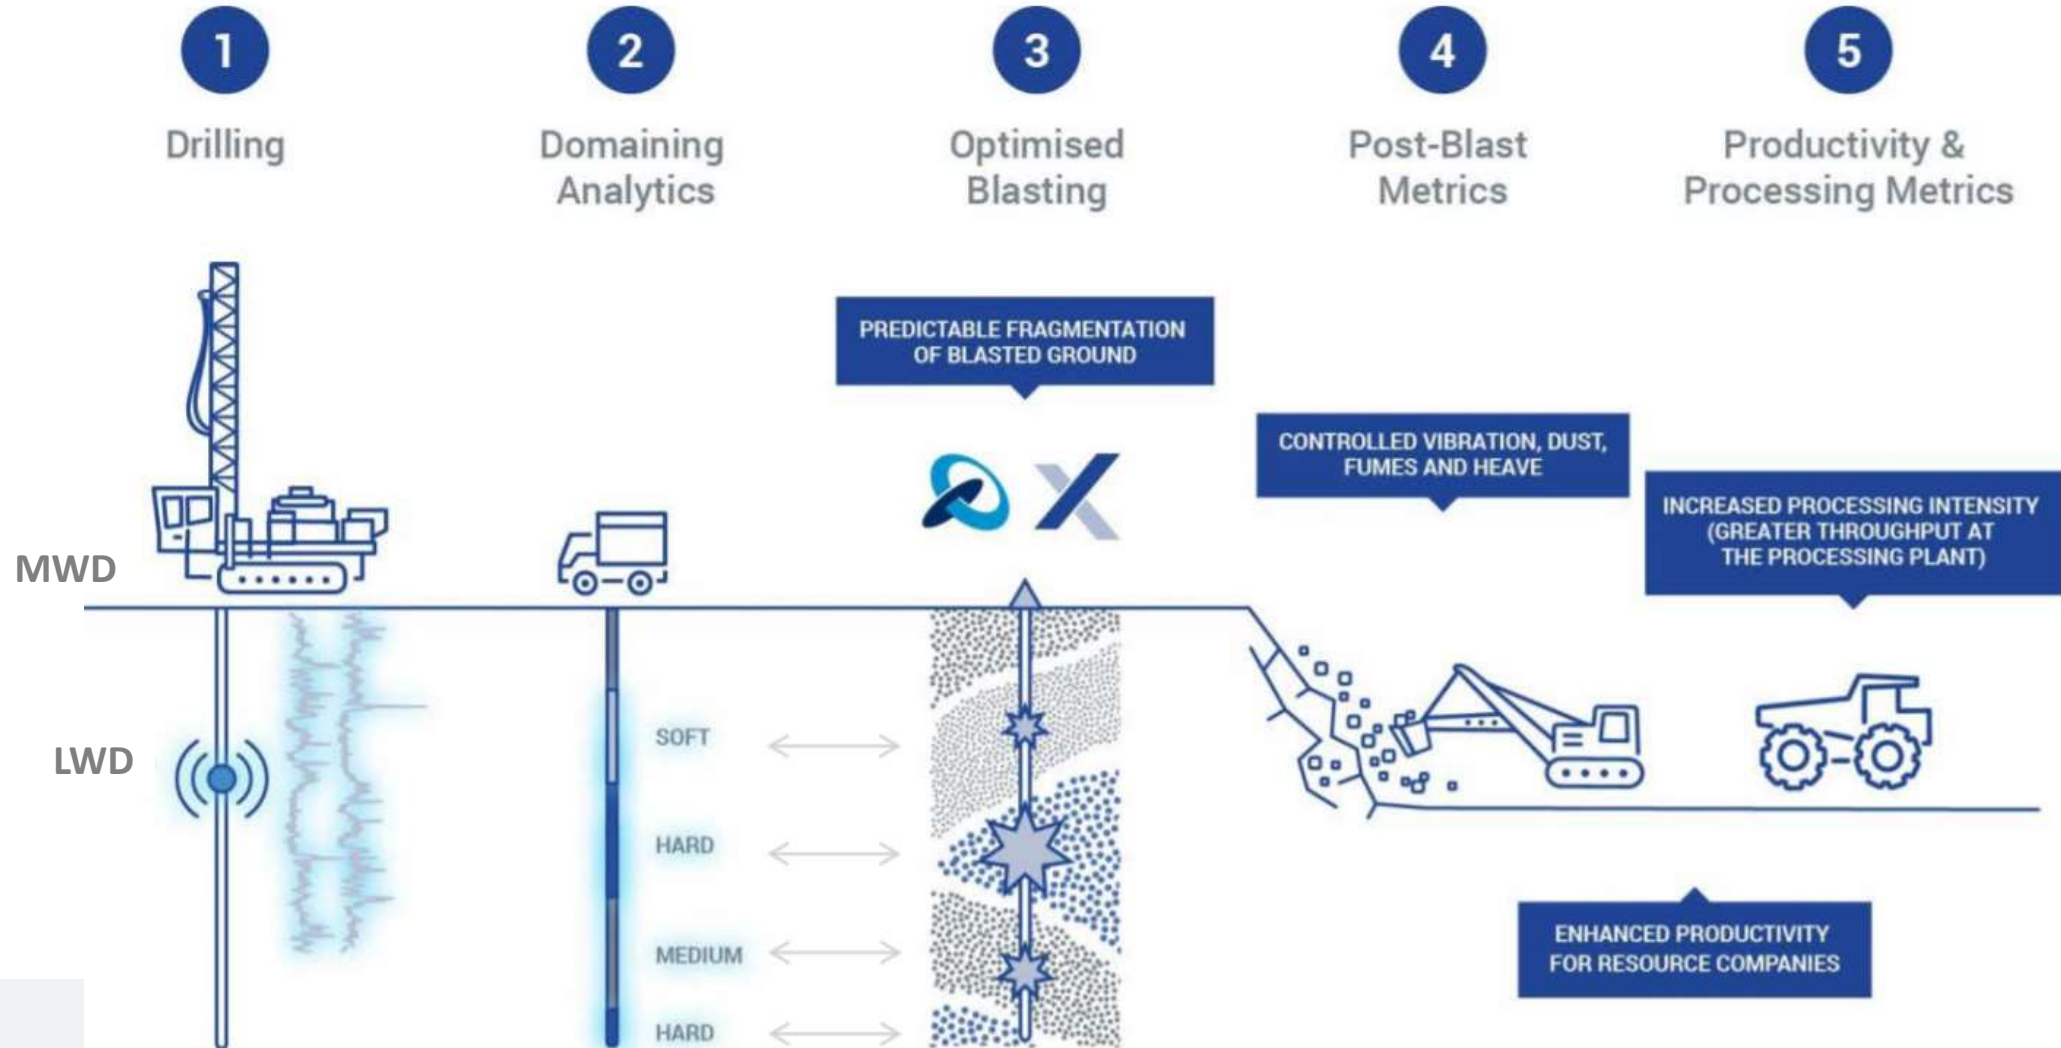 1
Drilling
2
Domaining
Analytics
3
Optimised
Blasting
4
Post-Blast
Metrics
5
Productivity &
Processing Metrics
PREDICTABLE FRAGMENTATION
OF BLASTED GROUND
CONTROLLED VIBRATION, DUST,
FUMES AND HEAVE
INCREASED PROCESSING INTENSITY
(GREATER THROUGHPUT AT
THE PROCESSING PLANT)
MWD
LWD
SOFT
HARD
MEDIUM
HARD
ENHANCED PRODUCTIVITY
FOR RESOURCE COMPANIES